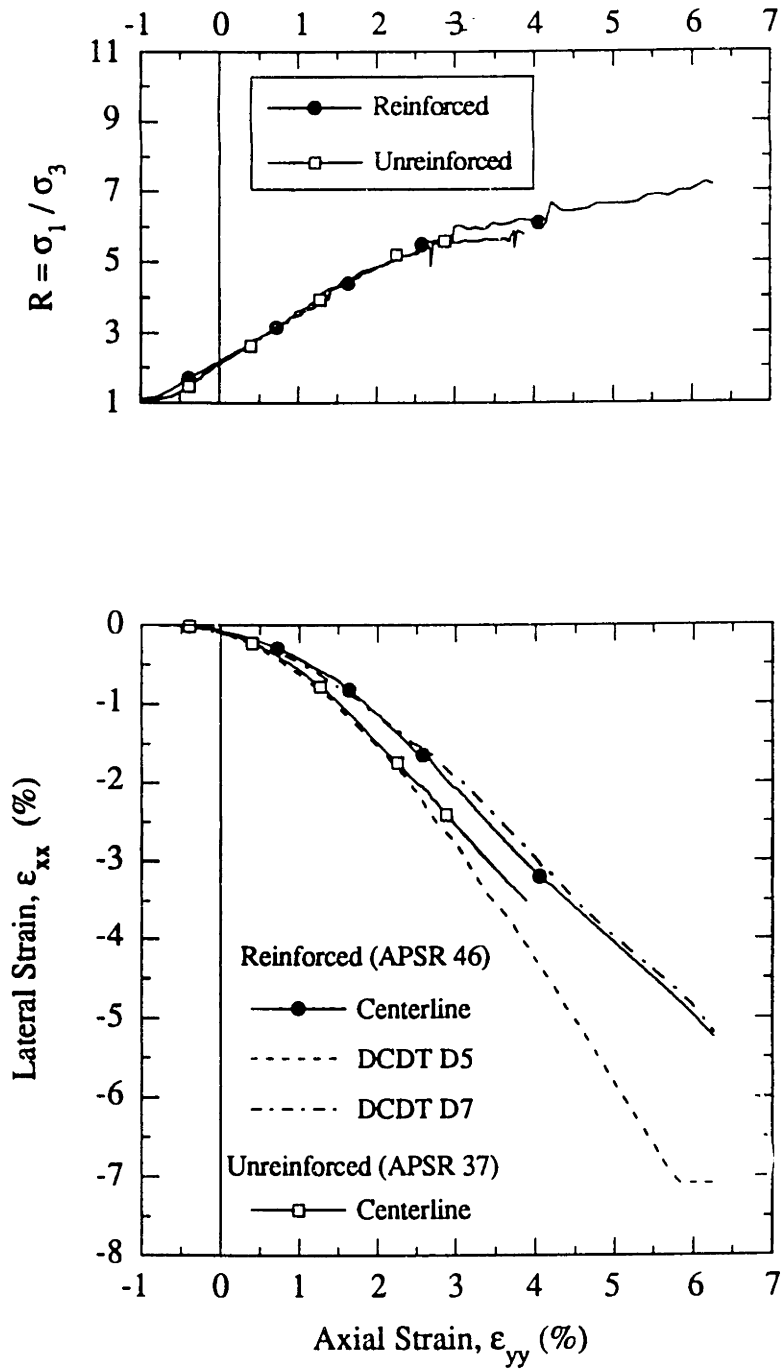 -1 0 1 2 3 4 5 6 7
11
9
7
5
3
1
R = σ1 / σ3
Reinforced
Unreinforced
0
-1
-2
-3
-4
-5
-6
-7
-8
Lateral Strain, εxx (%)
Reinforced (APSR 46)
Centerline
DCDT D5
DCDT D7
Unreinforced (APSR 37)
Centerline
-1 0 1 2 3 4 5 6 7
Axial Strain, εyy (%)